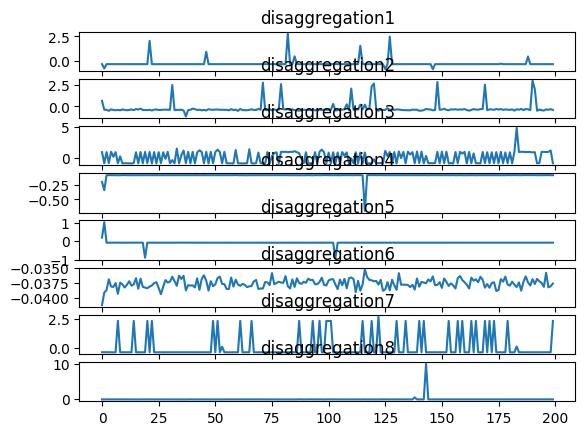 disaggregation1
2.5
0.0
disaggregation2
2.5
0.0
disaggregation3
5
0
disaggregation4
−0.25
−0.50
disaggregation5
1
0
−1
disaggregation6
−0.0350
−0.0375
−0.0400
disaggregation7
2.5
0.0
disaggregation8
10
0
0 25 50 75 100 125 150 175 200